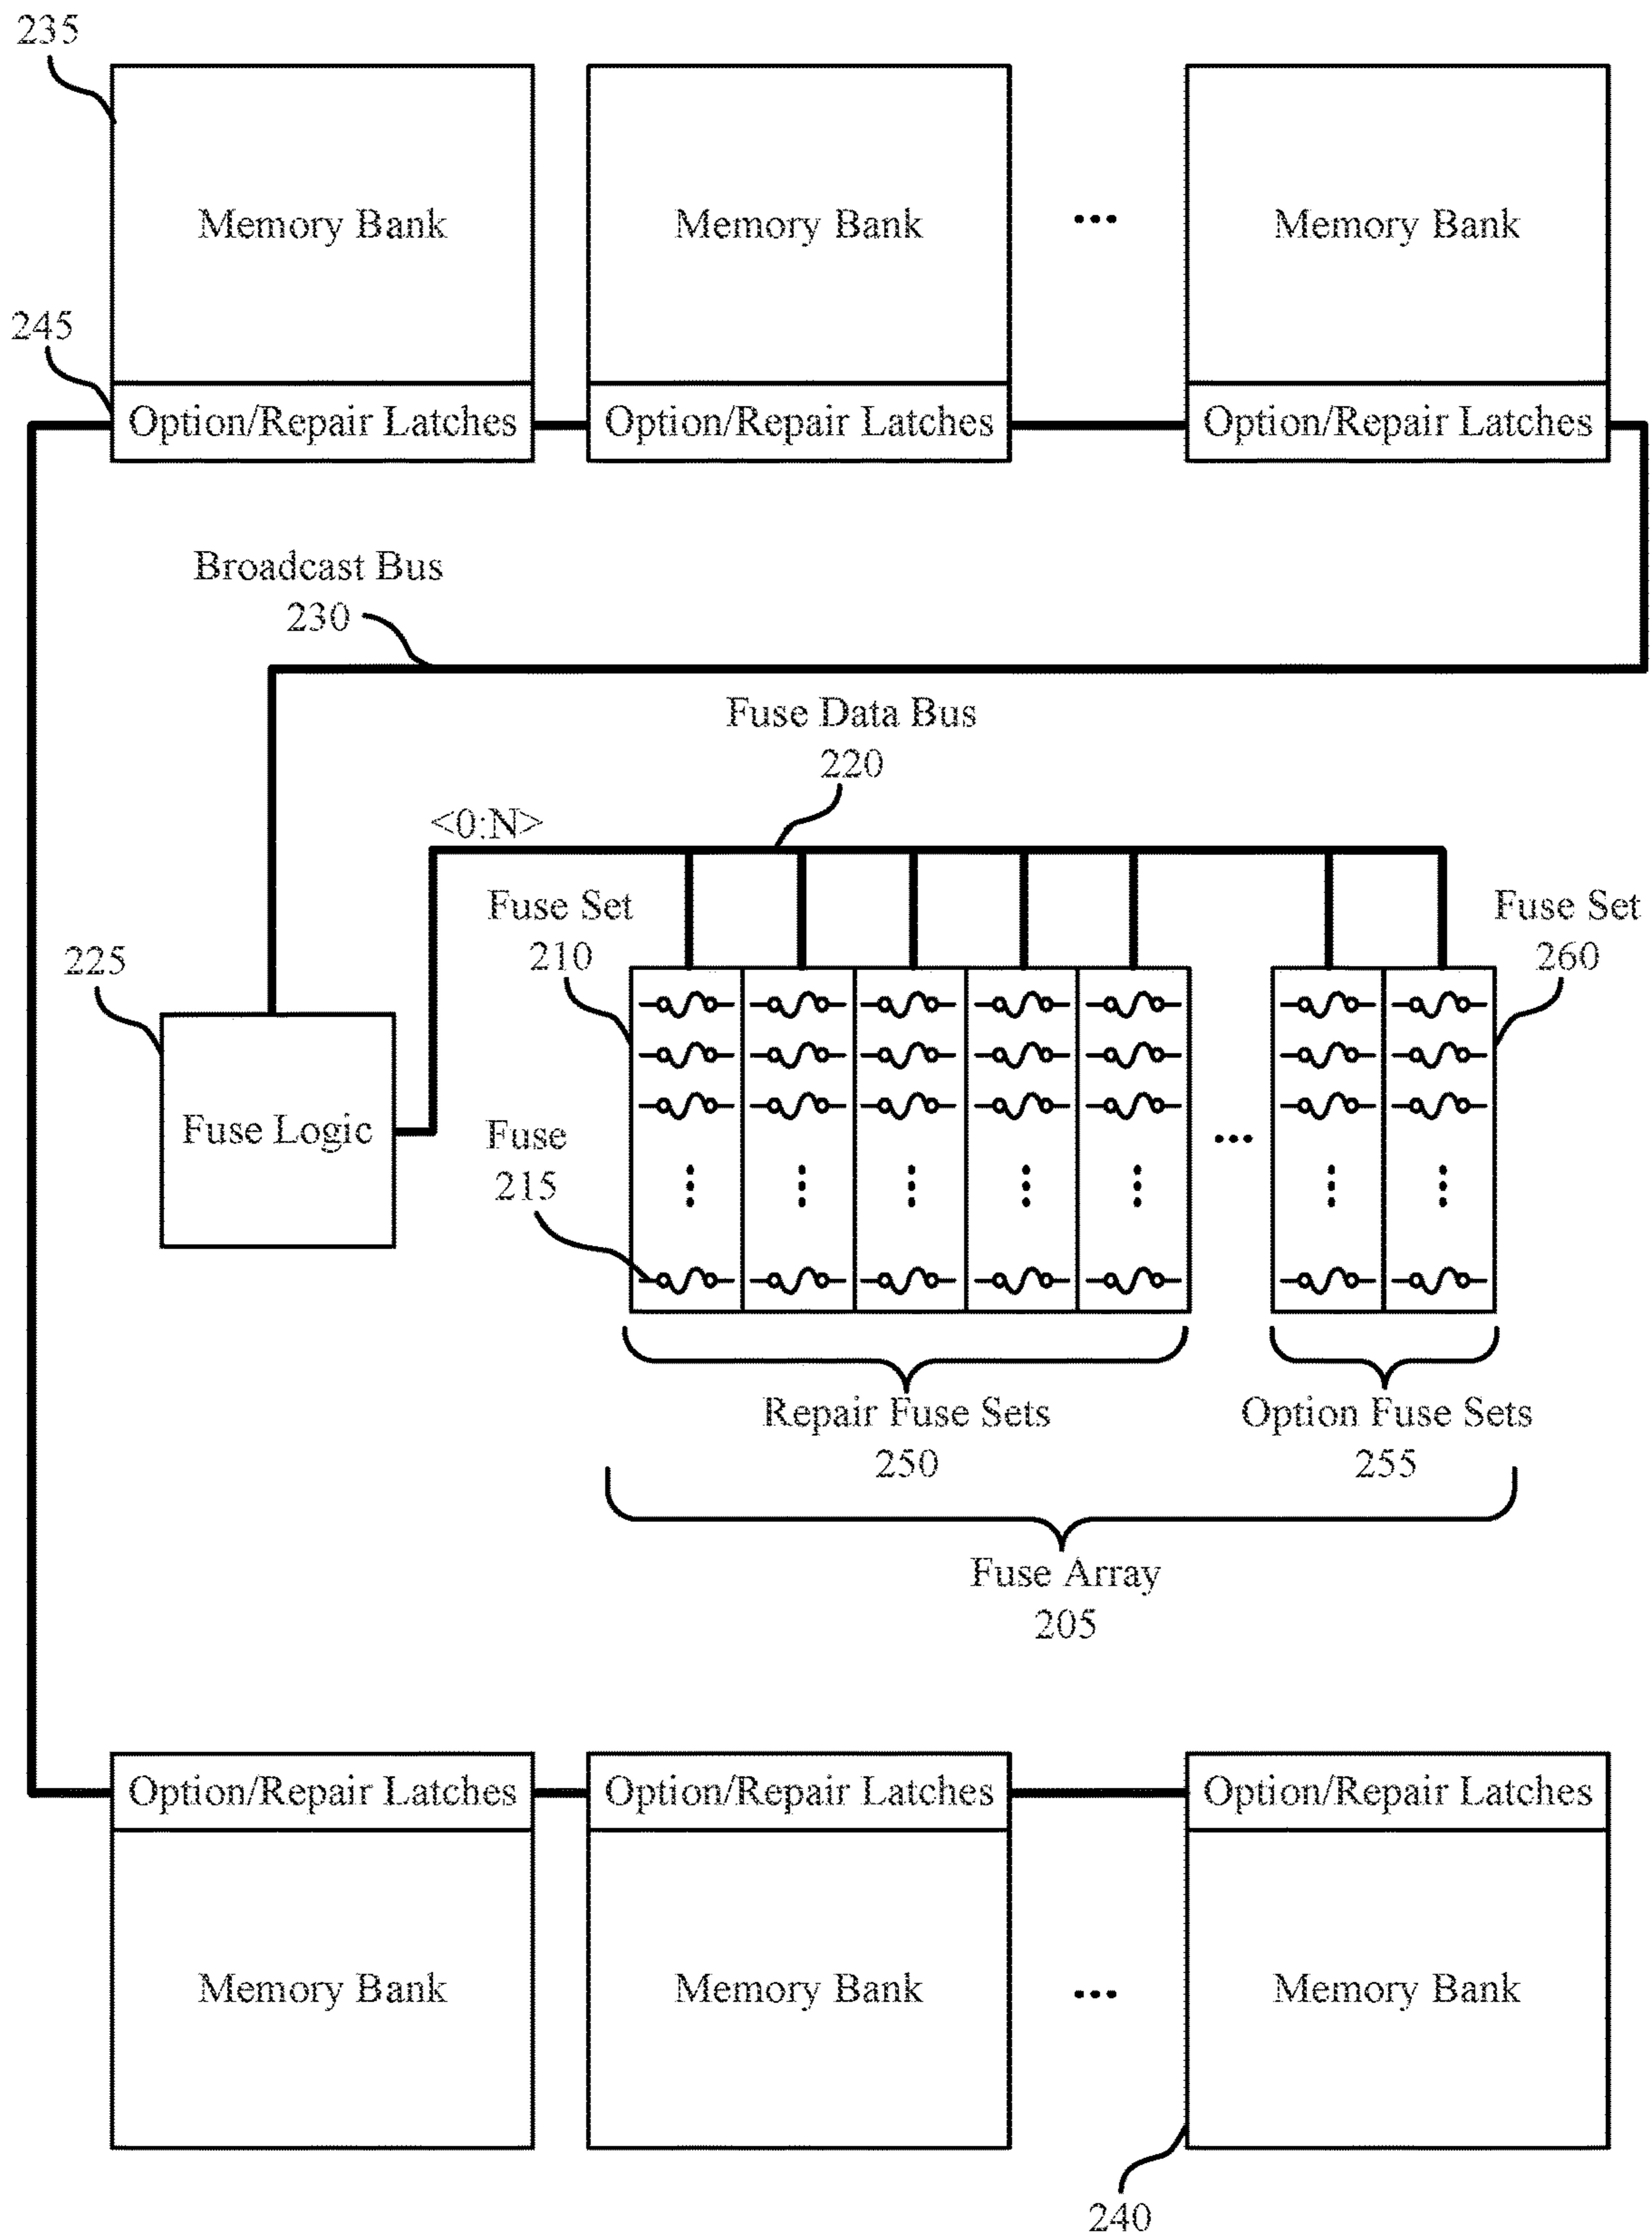 235
Memory Bank
Memory Bank
...
Memory Bank
245
Option/Repair Latches
Option/Repair Latches
Option/Repair Latches
Broadcast Bus
230
Fuse Data Bus
220
<0:N>
Fuse Set
210
Fuse Set
260
225
Fuse Logic
Fuse
215
...
Repair Fuse Sets
250
Option Fuse Sets
255
Fuse Array
205
Option/Repair Latches
Option/Repair Latches
Option/Repair Latches
Memory Bank
Memory Bank
...
Memory Bank
240